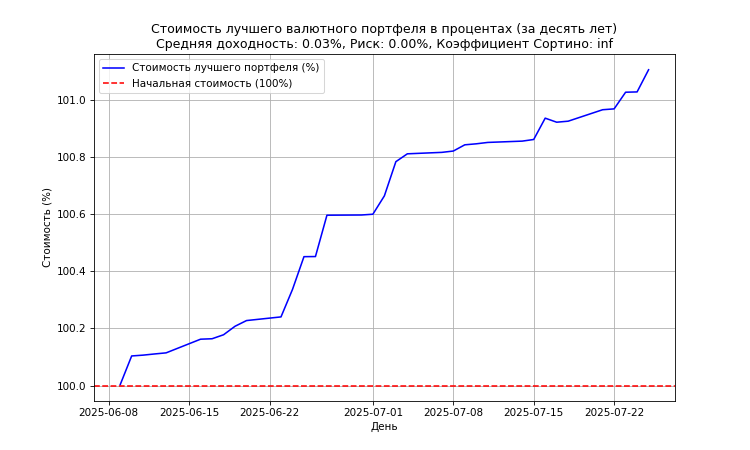 Стоимость лучшего валютного портфеля в процентах (за десять лет)
Средняя доходность: 0.03%, Риск: 0.00%, Коэффициент Сортино: inf
Стоимость лучшего портфеля (%)
Начальная стоимость (100%)
Стоимость (%)
101.0
100.8
100.6
100.4
100.2
100.0
2025-06-08 2025-06-15 2025-06-22 2025-07-01 2025-07-08 2025-07-15 2025-07-22
День